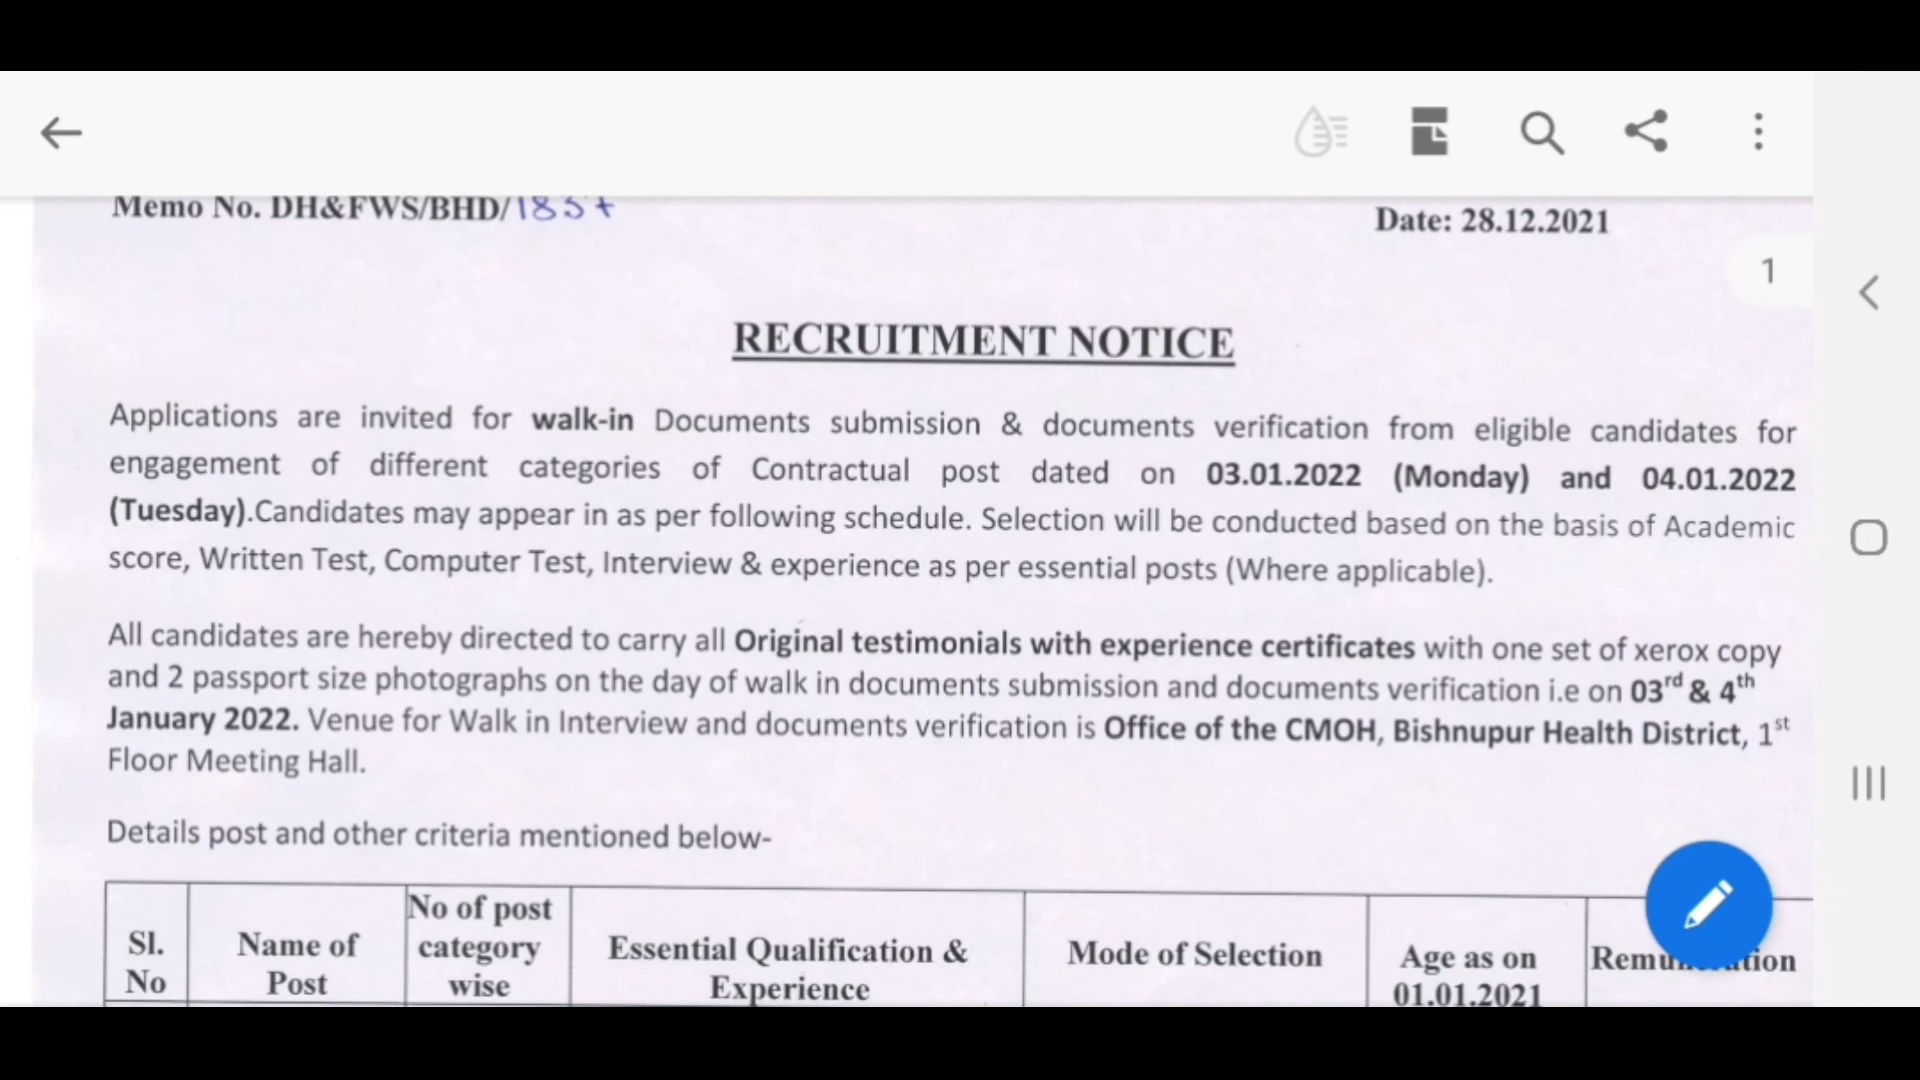 Memo No. DH&FWS/BHD/
Date: 28.12.2021
1
RECRUITMENT NOTICE
Applications are invited for walk-in Documents submission & documents verification from eligible candidates for
engagement of different categories of Contractual post dated on 03.01.2022 (Monday) and 04.01.2022
(Tuesday).Candidates may appear in as per following schedule. Selection will be conducted based on the basis of Academic
score, Written Test, Computer Test, Interview & experience as per essential posts (Where applicable).
All candidates are hereby directed to carry all Original testimonials with experience certificates with one set of xerox copy
and 2 passport size photographs on the day of walk in documents submission and documents verification i.e on 03rd & 4th
January 2022. Venue for Walk in Interview and documents verification is Office of the CMOH, Bishnupur Health District, 1st
Floor Meeting Hall.
Details post and other criteria mentioned below-
Sl. No
Name of Post
No of post category wise
Essential Qualification & Experience
Mode of Selection
Age as on 01.01.2021